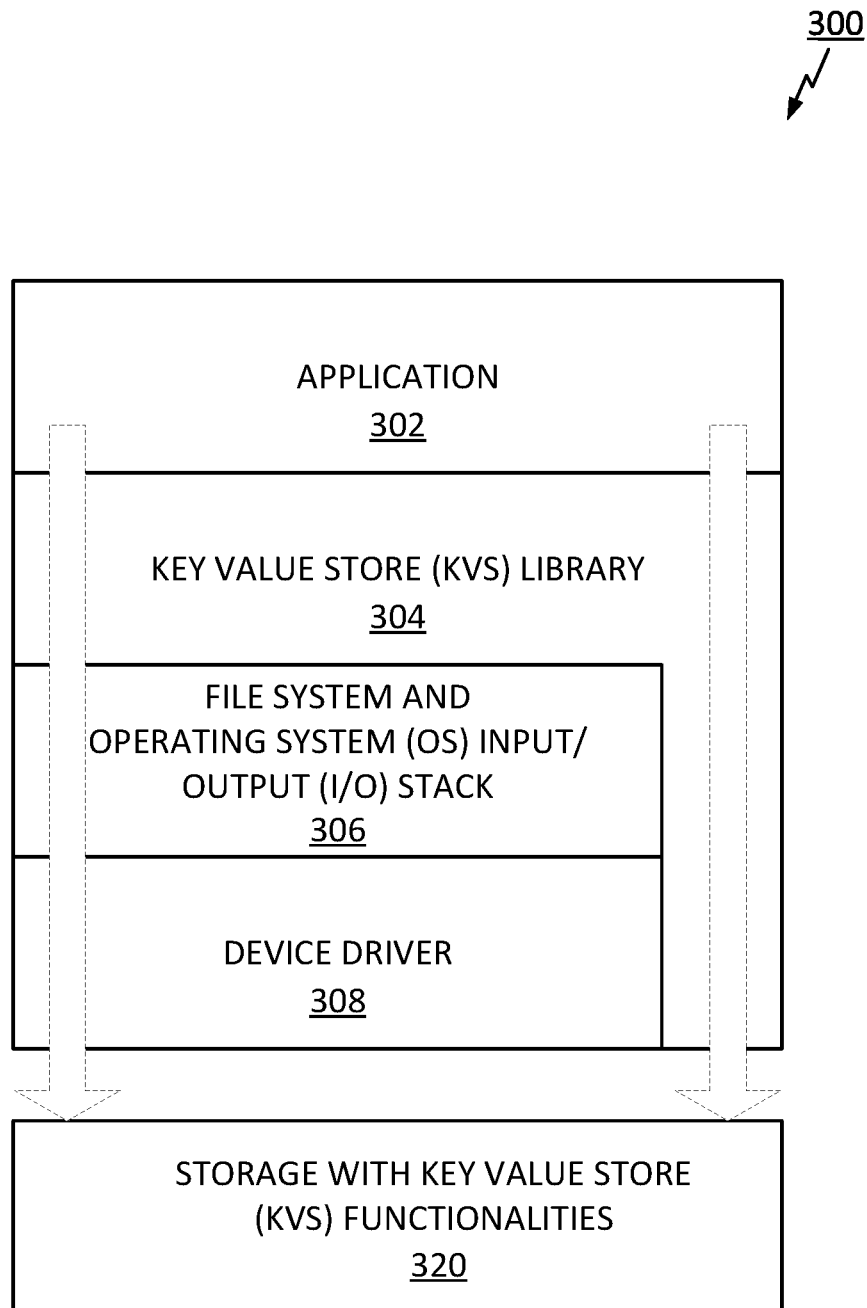 300
APPLICATION
302
KEY VALUE STORE (KVS) LIBRARY
304
FILE SYSTEM AND
OPERATING SYSTEM (OS) INPUT/
OUTPUT (I/O) STACK
306
DEVICE DRIVER
308
STORAGE WITH KEY VALUE STORE
(KVS) FUNCTIONALITIES
320